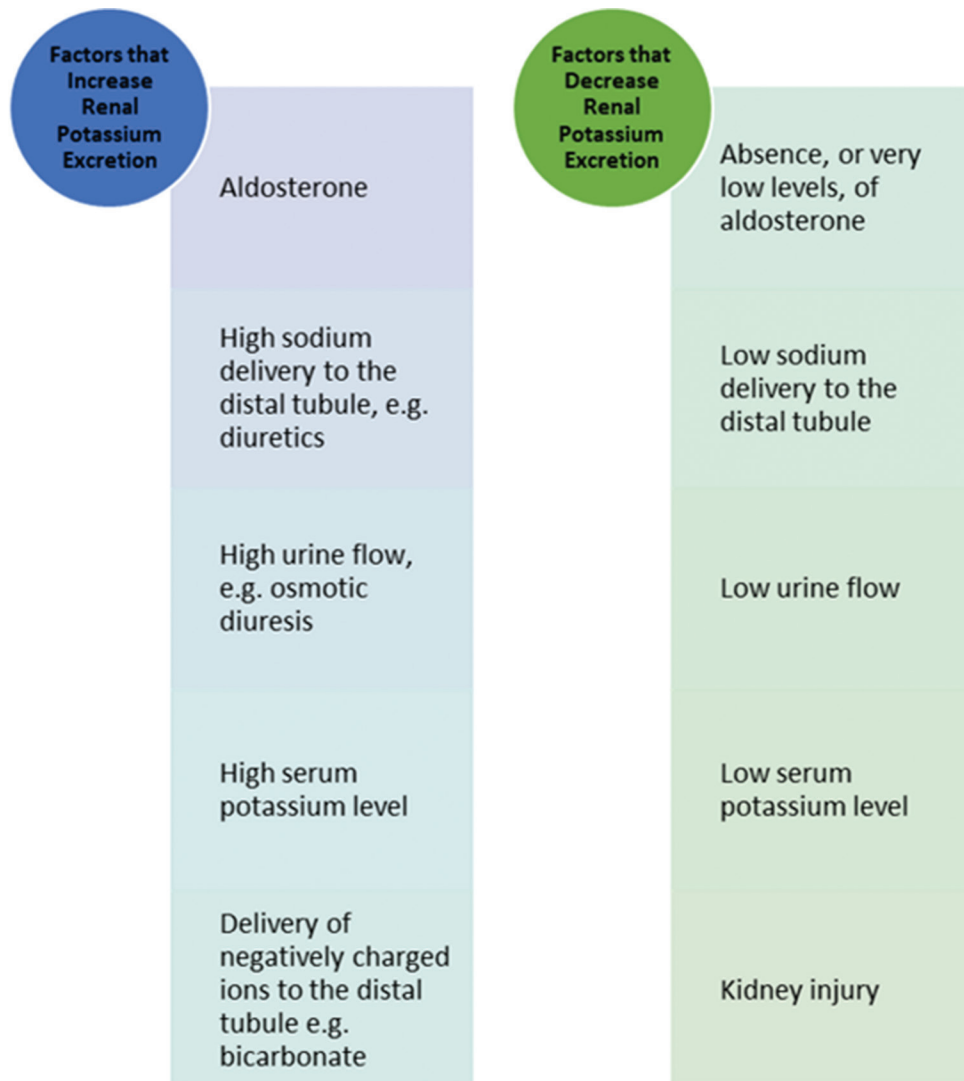 Factors that
Increase
Renal
Potassium
Excretion
Aldosterone
High sodium
delivery to the
distal tubule, e.g.
diuretics
High urine flow,
e.g. osmotic
diuresis
High serum
potassium level
Delivery of
negatively charged
ions to the distal
tubule e.g.
bicarbonate
Factors that
Decrease
Renal
Potassium
Excretion
Absence, or very
low levels, of
aldosterone
Low sodium
delivery to the
distal tubule
Low urine flow
Low serum
potassium level
Kidney injury